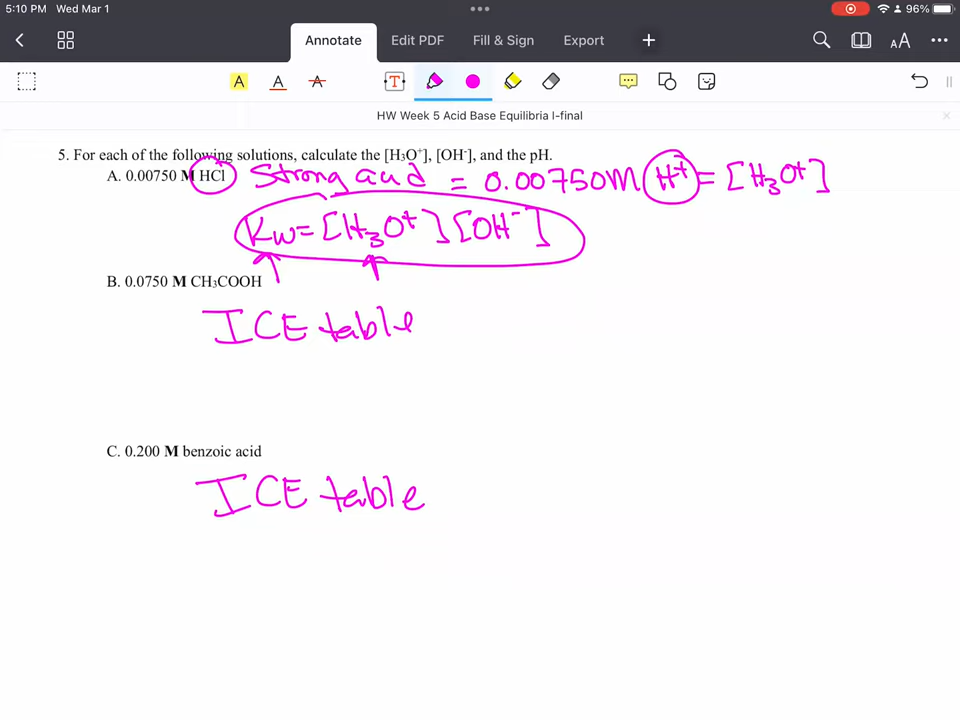 5:10 PM Wed Mar 1 96%
Annotate Edit PDF Fill & Sign Export
AA
A A A T
HW Week 5 Acid Base Equilibria I-final
5. For each of the following solutions, calculate the [H₃O⁺], [OH⁻], and the pH.
A. 0.00750 M HCl Strong acid = 0.00750M H⁺ = [H₃O⁺]
Kw=[H₃O⁺][OH⁻]
B. 0.0750 M CH₃COOH
ICE table
C. 0.200 M benzoic acid
ICE table